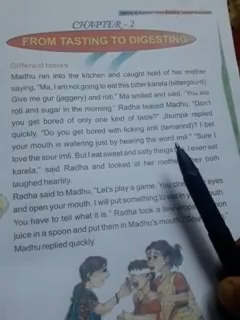 CHAPTER - 2
FROM TASTING TO DIGESTING
Different tastes
Madhu ran into the kitchen and caught hold of her mother
saying, "Ma, I am not going to eat this bitter karela (bittergourd).
Give me gur (jaggery) and roti." Ma smiled and said, "You ate
roti and sugar in the morning." Radha teased Madhu, "Don't
you get bored of only one kind of taste?" Jhumpa replied
quickly, "Do you get bored with licking imli (tamarind)? I bet
your mouth is watering just by hearing the word imli." "Sure I
love the sour imli. But I eat sweet and salty things too. I even eat
karela," said Radha and looked at her mother. They both
laughed heartily.
Radha said to Madhu, "Let's play a game. You close your eyes
and open your mouth. I will put something to eat in your mouth
You have to tell what it is." Radha took a few drops of
juice in a spoon and put them in Madhu's mouth.
Madhu replied quickly.